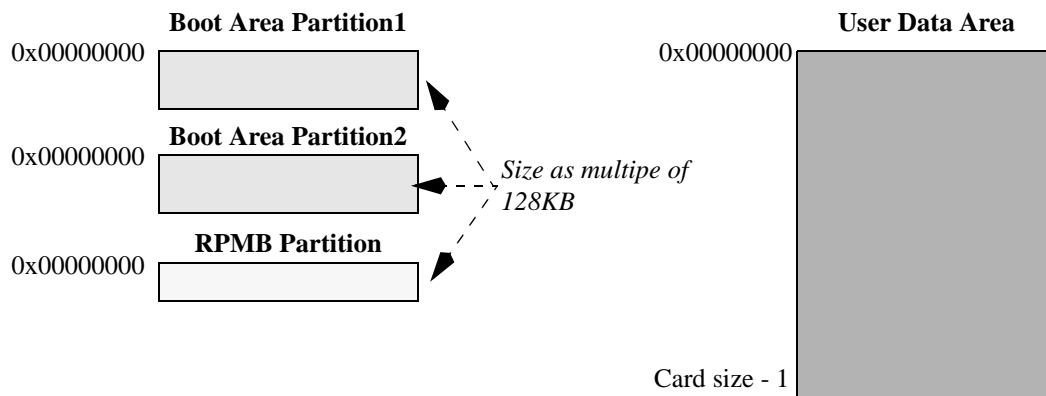 Boot Area Partition1
0x00000000
Boot Area Partition2
0x00000000
RPMB Partition
0x00000000
Size as multipe of
128KB
User Data Area
0x00000000
Card size - 1